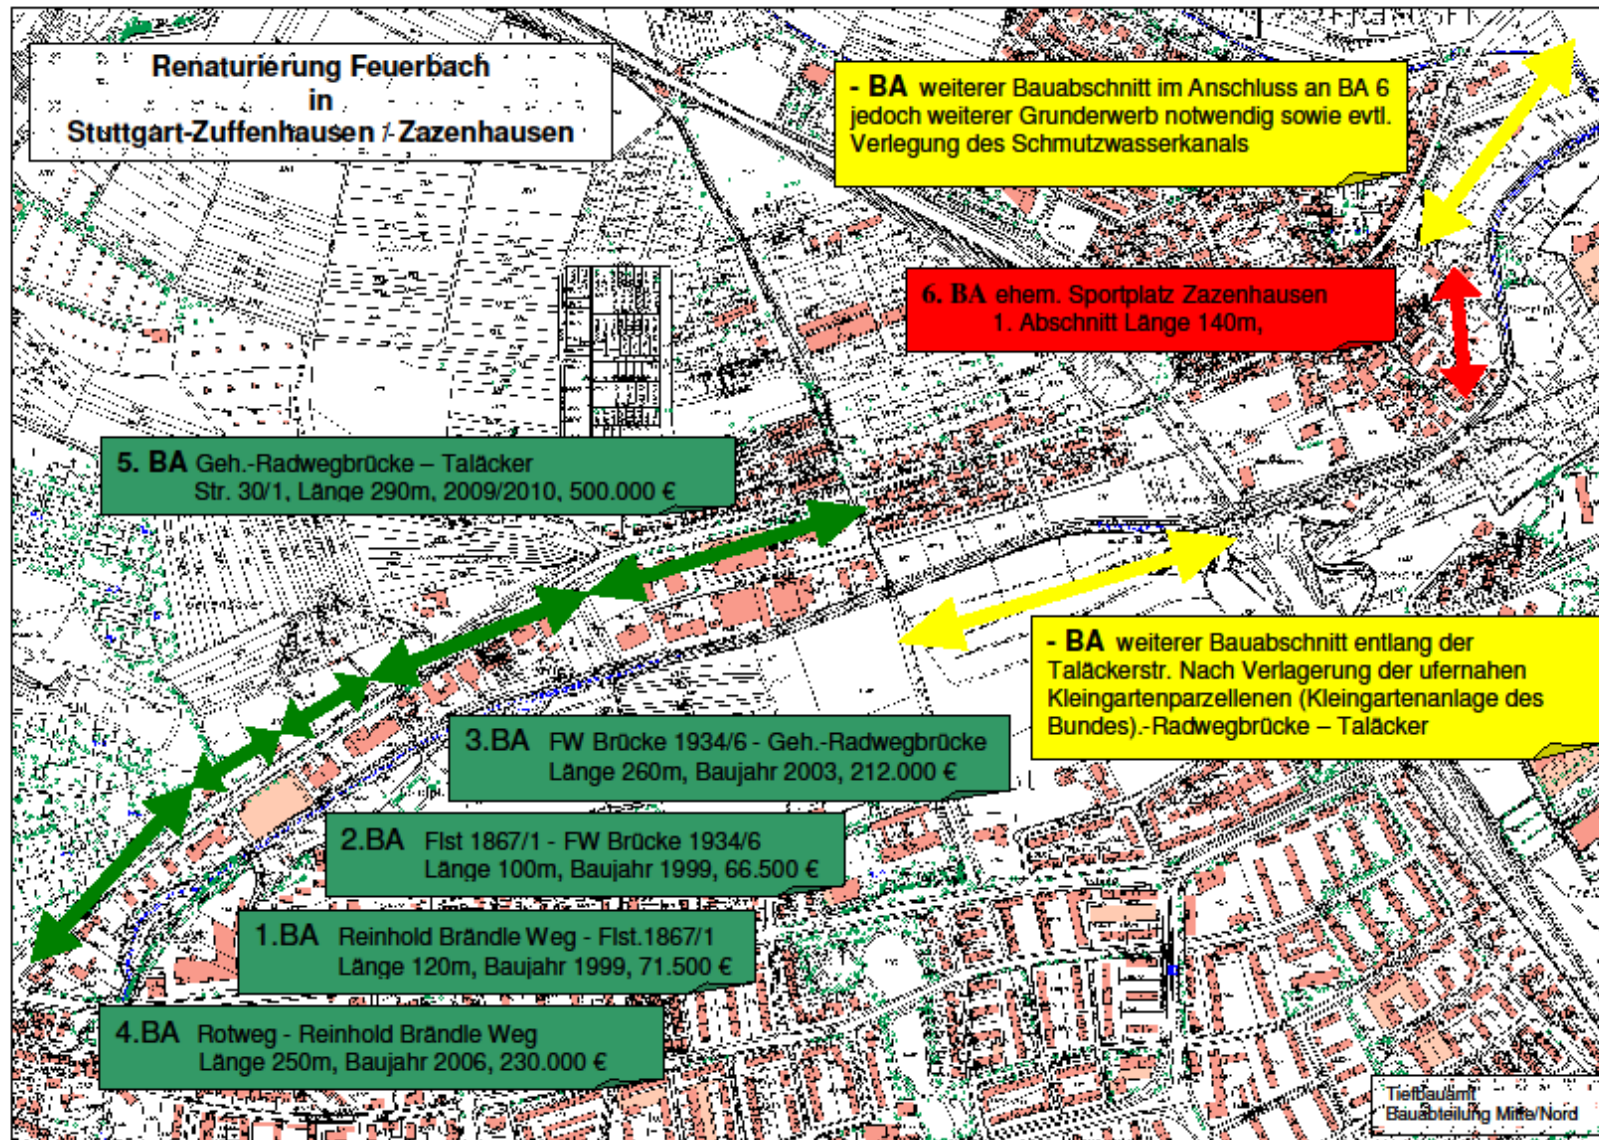 Renaturierung Feuerbach
in
Stuttgart-Zuffenhausen / Zazenhausen
- BA weiterer Bauabschnitt im Anschluss an BA 6
jedoch weiterer Grunderwerb notwendig sowie evtl.
Verlegung des Schmutzwasserkanals
6. BA ehem. Sportplatz Zazenhausen
1. Abschnitt Länge 140m,
5. BA Geh.-Radwegbrücke – Taläcker
Str. 30/1, Länge 290m, 2009/2010, 500.000 €
- BA weiterer Bauabschnitt entlang der
Taläckerstr. Nach Verlagerung der ufernahen
Kleingartenparzellenen (Kleingartenanlage des
Bundes).-Radwegbrücke – Taläcker
3.BA FW Brücke 1934/6 - Geh.-Radwegbrücke
Länge 260m, Baujahr 2003, 212.000 €
2.BA Flst 1867/1 - FW Brücke 1934/6
Länge 100m, Baujahr 1999, 66.500 €
1.BA Reinhold Brändle Weg - Flst.1867/1
Länge 120m, Baujahr 1999, 71.500 €
4.BA Rotweg - Reinhold Brändle Weg
Länge 250m, Baujahr 2006, 230.000 €
Tiefbauamt
Bauabteilung Mitte/Nord